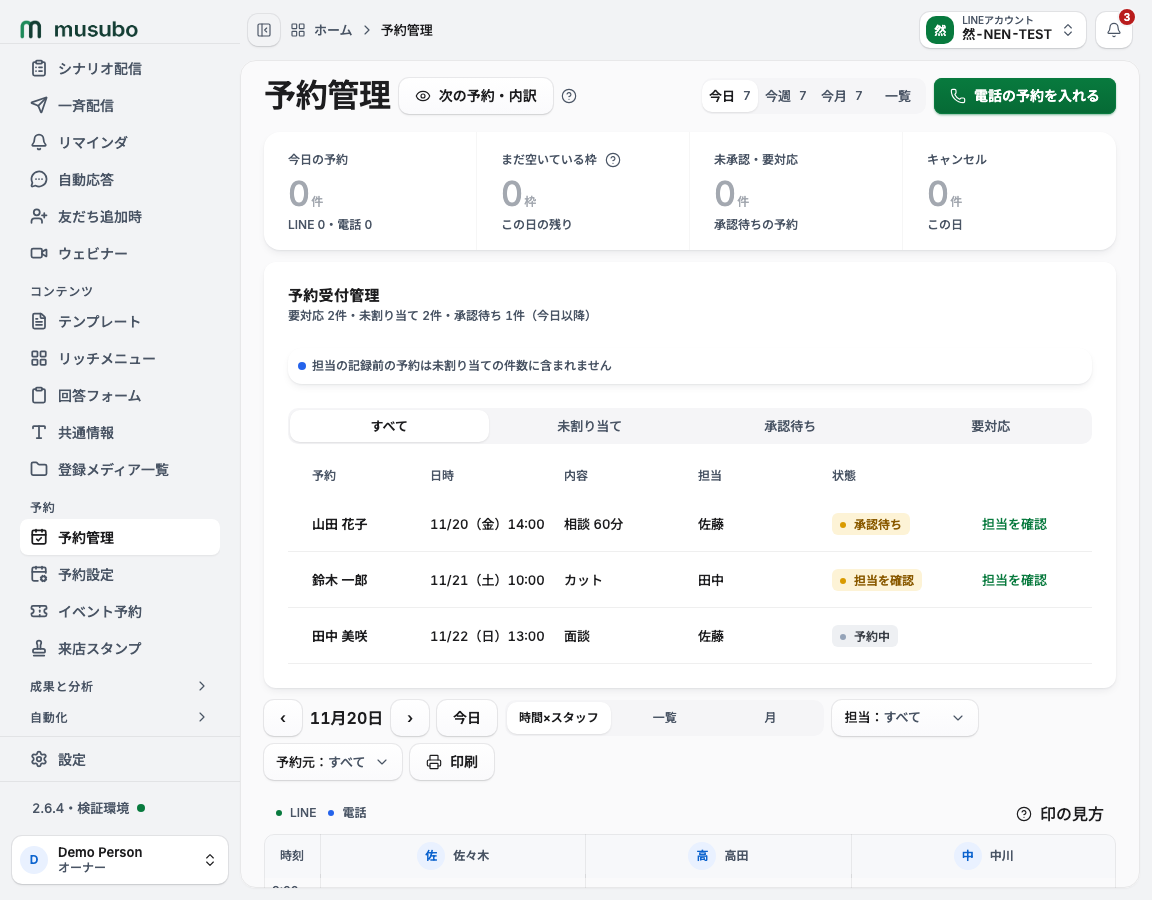 musubo
ホーム
予約管理
LINEアカウント
然
然-NEN-TEST
3
シナリオ配信
一斉配信
リマインダ
自動応答
友だち追加時
ウェビナー
コンテンツ
テンプレート
リッチメニュー
回答フォーム
共通情報
登録メディア一覧
予約
予約管理
予約設定
イベント予約
来店スタンプ
成果と分析
自動化
設定
2.6.4・検証環境
D
Demo Person
オーナー
予約管理
次の予約・内訳
今日 7 今週 7 今月 7 一覧
電話の予約を入れる
今日の予約
0件
LINE 0・電話 0
まだ空いている枠
0枠
この日の残り
未承認・要対応
0件
承認待ちの予約
キャンセル
0件
この日
予約受付管理
要対応 2件・未割り当て 2件・承認待ち 1件（今日以降）
担当の記録前の予約は未割り当ての件数に含まれません
すべて 未割り当て 承認待ち 要対応
予約 日時 内容 担当 状態
山田 花子 11/20（金）14:00 相談 60分 佐藤 承認待ち 担当を確認
鈴木 一郎 11/21（土）10:00 カット 田中 担当を確認 担当を確認
田中 美咲 11/22（日）13:00 面談 佐藤 予約中
‹ 11月20日 › 今日 時間×スタッフ 一覧 月 担当：すべて
予約元：すべて 印刷
LINE 電話 印の見方
時刻 佐 佐々木 高 高田 中 中川